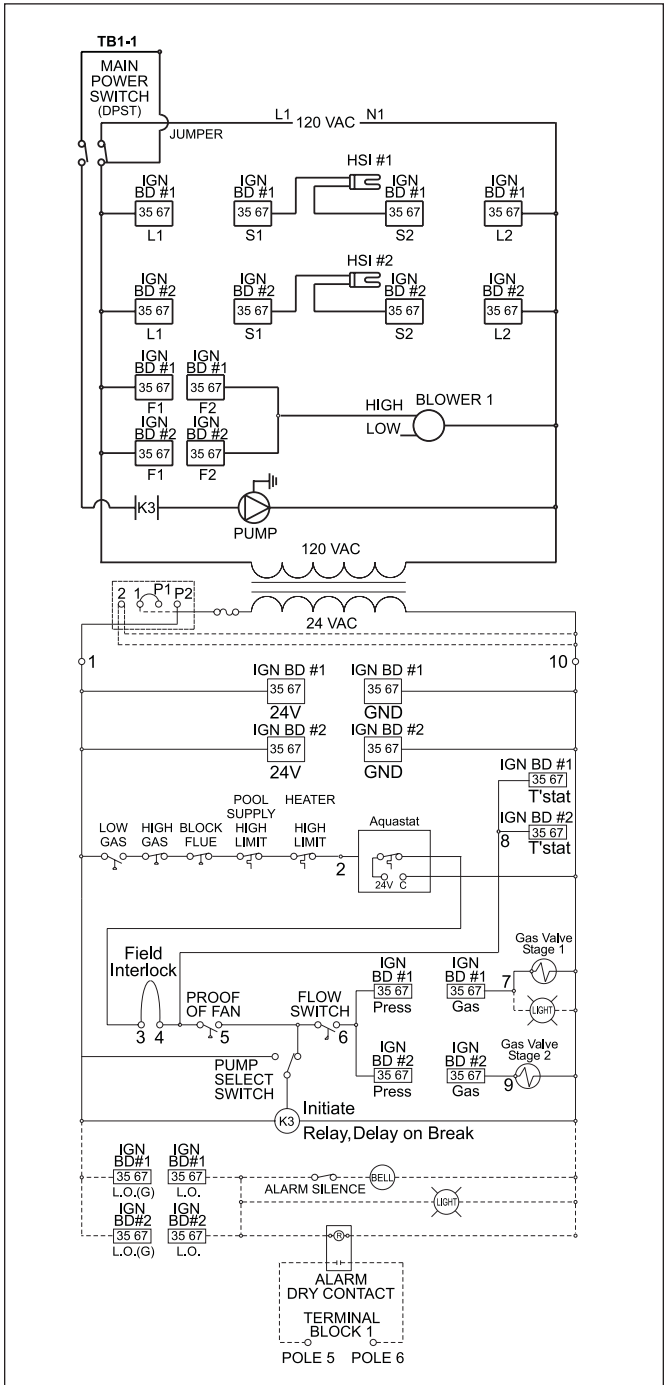 TB1-1
MAIN
POWER
SWITCH
(DPST)
JUMPER
L1 120 VAC N1
HSI #1
IGN
BD #1
35 67
L1
IGN
BD #1
35 67
S1
IGN
BD #1
35 67
S2
IGN
BD #1
35 67
L2
HSI #2
IGN
BD #2
35 67
L1
IGN
BD #2
35 67
S1
IGN
BD #2
35 67
S2
IGN
BD #2
35 67
L2
IGN
BD #1
35 67
F1
IGN
BD #1
35 67
F2
IGN
BD #2
35 67
F1
IGN
BD #2
35 67
F2
HIGH
LOW
BLOWER 1
K3
PUMP
120 VAC
24 VAC
2 1 P1 P2
1
10
IGN BD #1
35 67
24V
IGN BD #1
35 67
GND
IGN BD #2
35 67
24V
IGN BD #2
35 67
GND
IGN BD #1
35 67
T'stat
IGN BD #2
35 67
T'stat
8
LOW
GAS
HIGH
GAS
BLOCK
FLUE
POOL
SUPPLY
HIGH
LIMIT
HEATER
HIGH
LIMIT
2
Aquastat
24V C
Field
Interlock
3 4
PROOF
OF FAN
5
FLOW
SWITCH
6
IGN
BD #1
35 67
Press
IGN
BD #1
35 67
Gas
7
Gas Valve
Stage 1
LIGHT
IGN
BD #2
35 67
Press
IGN
BD #2
35 67
Gas
9
Gas Valve
Stage 2
PUMP
SELECT
SWITCH
K3
Initiate
Relay,Delay on Break
IGN
BD#1
35 67
L.O.(G)
IGN
BD#1
35 67
L.O.
ALARM SILENCE
BELL
LIGHT
IGN
BD#2
35 67
L.O.(G)
IGN
BD#2
35 67
L.O.
R
ALARM
DRY CONTACT
TERMINAL
BLOCK 1
POLE 5 POLE 6